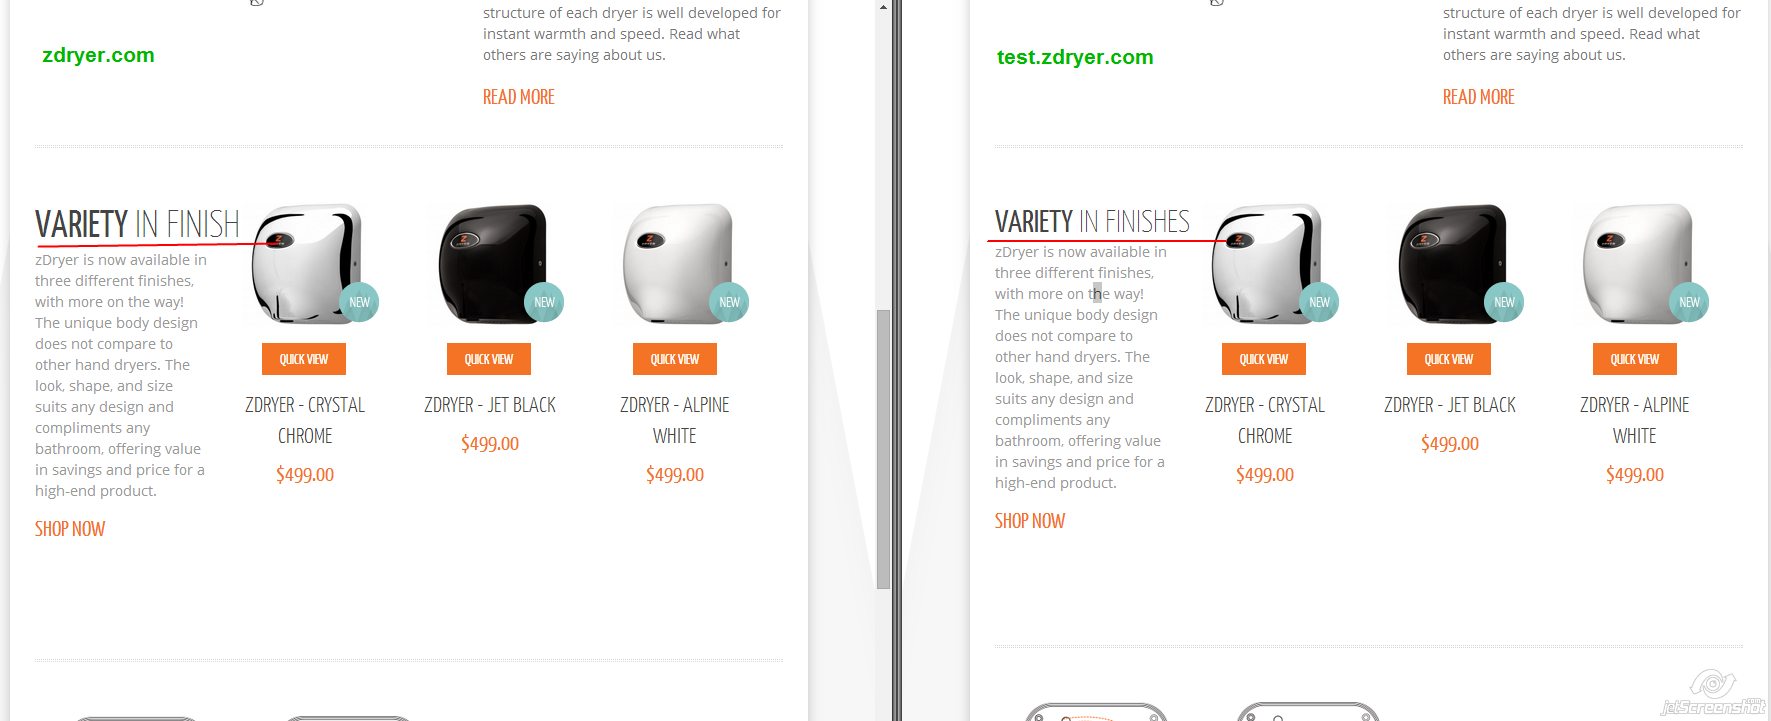 structure of each dryer is well developed for
instant warmth and speed. Read what
others are saying about us.
zdryer.com
READ MORE
VARIETY IN FINISH
zDryer is now available in
three different finishes,
with more on the way!
The unique body design
does not compare to
other hand dryers. The
look, shape, and size
suits any design and
compliments any
bathroom, offering value
in savings and price for a
high-end product.
SHOP NOW
Z
NEW
QUICK VIEW
ZDRYER - CRYSTAL
CHROME
$499.00
Z
NEW
QUICK VIEW
ZDRYER - JET BLACK
$499.00
Z
NEW
QUICK VIEW
ZDRYER - ALPINE
WHITE
$499.00
structure of each dryer is well developed for
instant warmth and speed. Read what
others are saying about us.
test.zdryer.com
READ MORE
VARIETY IN FINISHES
zDryer is now available in
three different finishes,
with more on the way!
The unique body design
does not compare to
other hand dryers. The
look, shape, and size
suits any design and
compliments any
bathroom, offering value
in savings and price for a
high-end product.
SHOP NOW
Z
NEW
QUICK VIEW
ZDRYER - CRYSTAL
CHROME
$499.00
Z
NEW
QUICK VIEW
ZDRYER - JET BLACK
$499.00
Z
NEW
QUICK VIEW
ZDRYER - ALPINE
WHITE
$499.00
jetScreenshot
.com